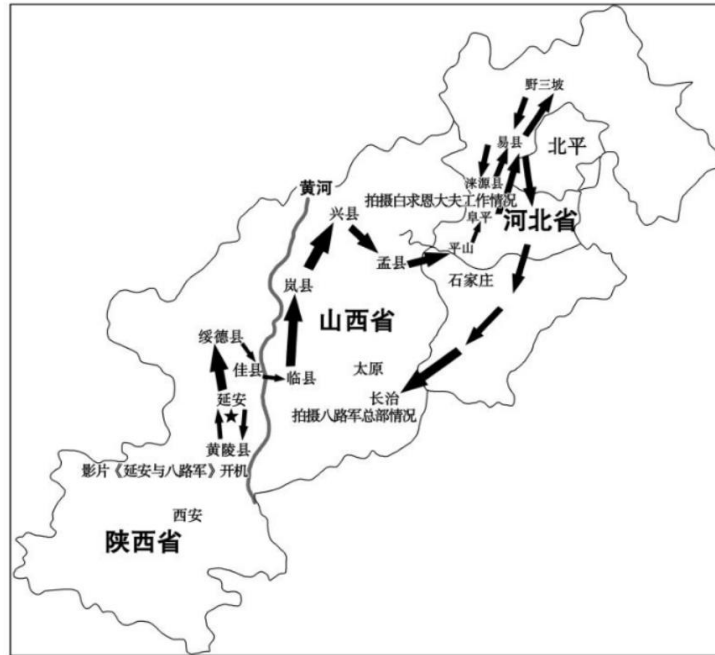 野三坡
易县
北平
涞源县
黄河
拍摄白求恩大夫工作情况
兴县
阜平
河北省
平山
孟县
石家庄
岚县
山西省
绥德县
佳县
临县
太原
延安
长治
拍摄八路军总部情况
黄陵县
影片《延安与八路军》开机
西安
陕西省